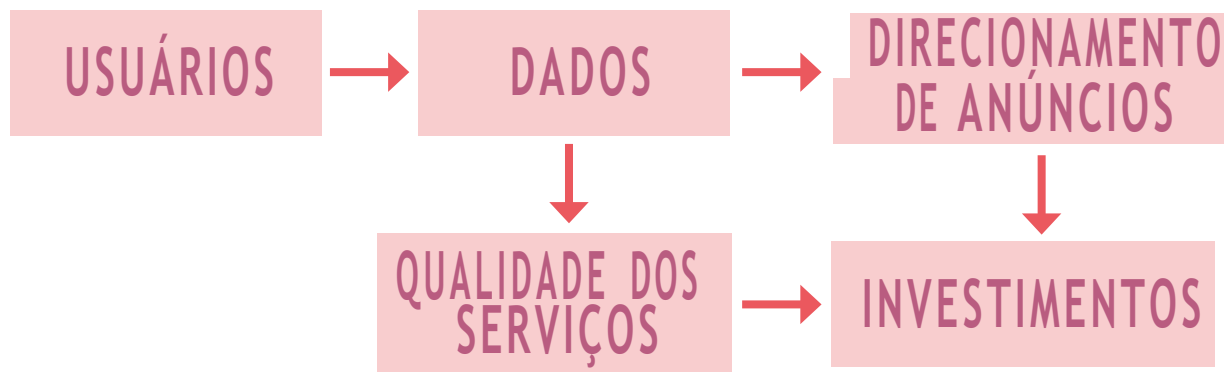 USUÁRIOS
DADOS
DIRECIONAMENTO
DE ANÚNCIOS
QUALIDADE DOS
SERVIÇOS
INVESTIMENTOS